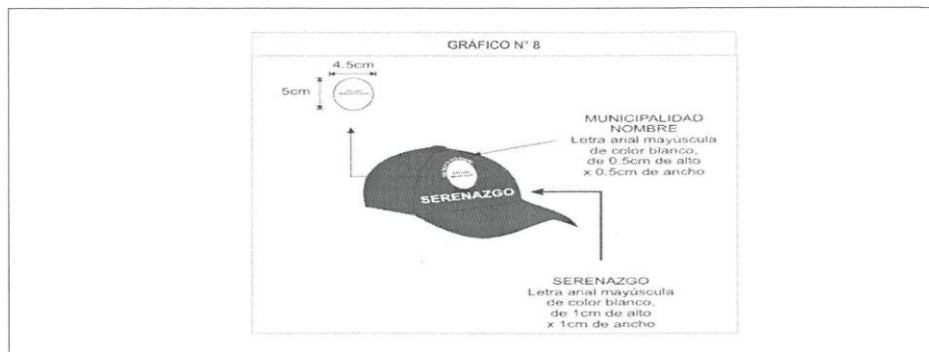 GRÁFICO N° 8
4.5cm
5cm
MUNICIPALIDAD
NOMBRE
Letra arial mayúscula
de color blanco,
de 0.5cm de alto
x 0.5cm de ancho
SERENAZGO
SERENAZGO
Letra arial mayúscula
de color blanco,
de 1cm de alto
x 1cm de ancho